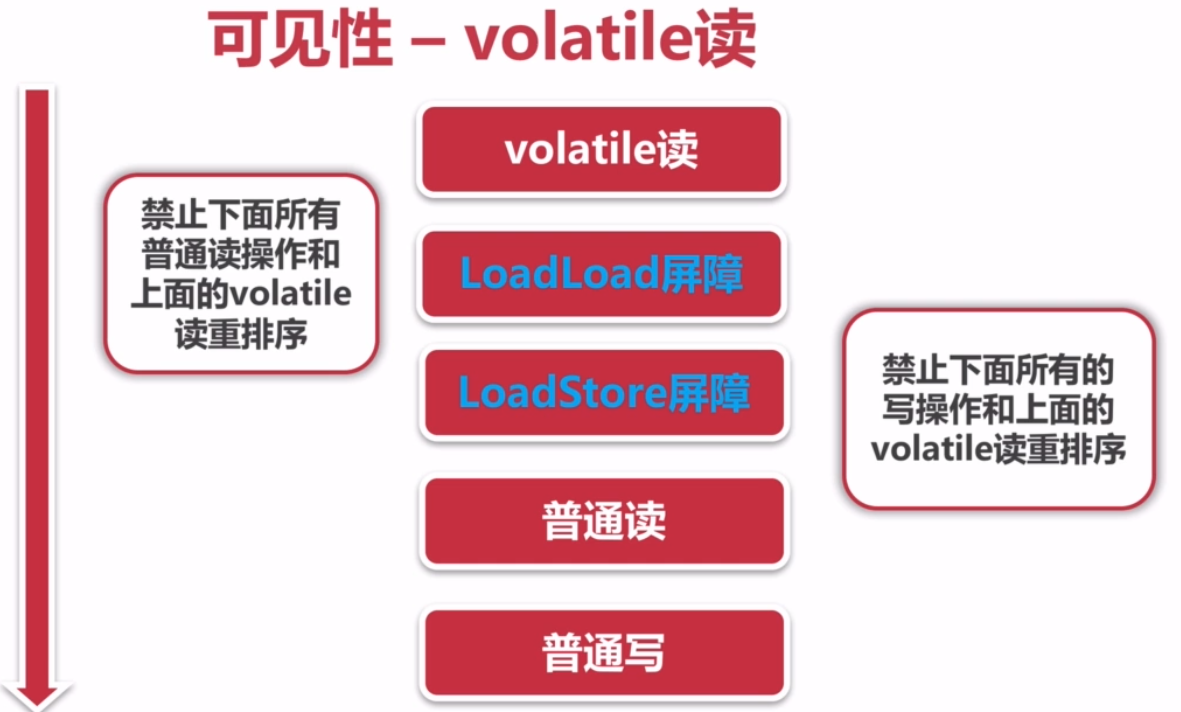 可见性 – volatile读
volatile读
禁止下面所有
普通读操作和
上面的volatile
读重排序
LoadLoad屏障
LoadStore屏障
禁止下面所有的
写操作和上面的
volatile读重排序
普通读
普通写